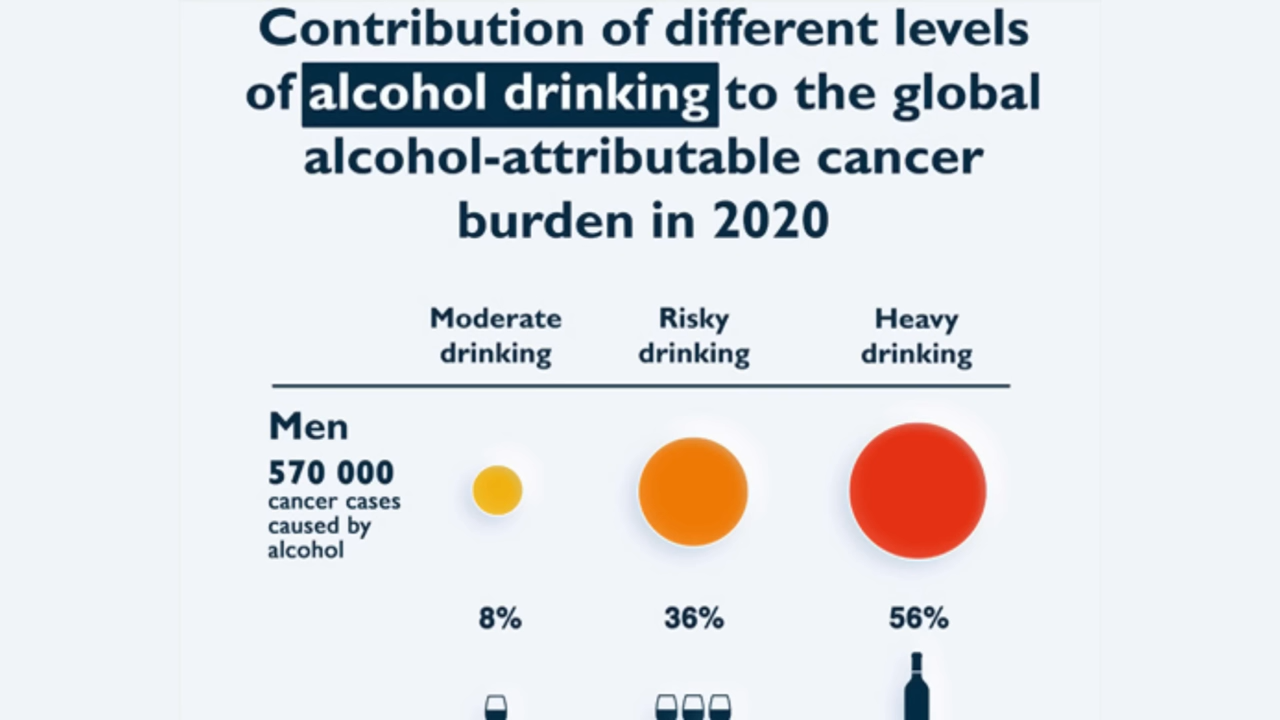 Contribution of different levels
of alcohol drinking to the global
alcohol-attributable cancer
burden in 2020
Moderate drinking
Risky drinking
Heavy drinking
Men
570 000
cancer cases
caused by
alcohol
8% 36% 56%